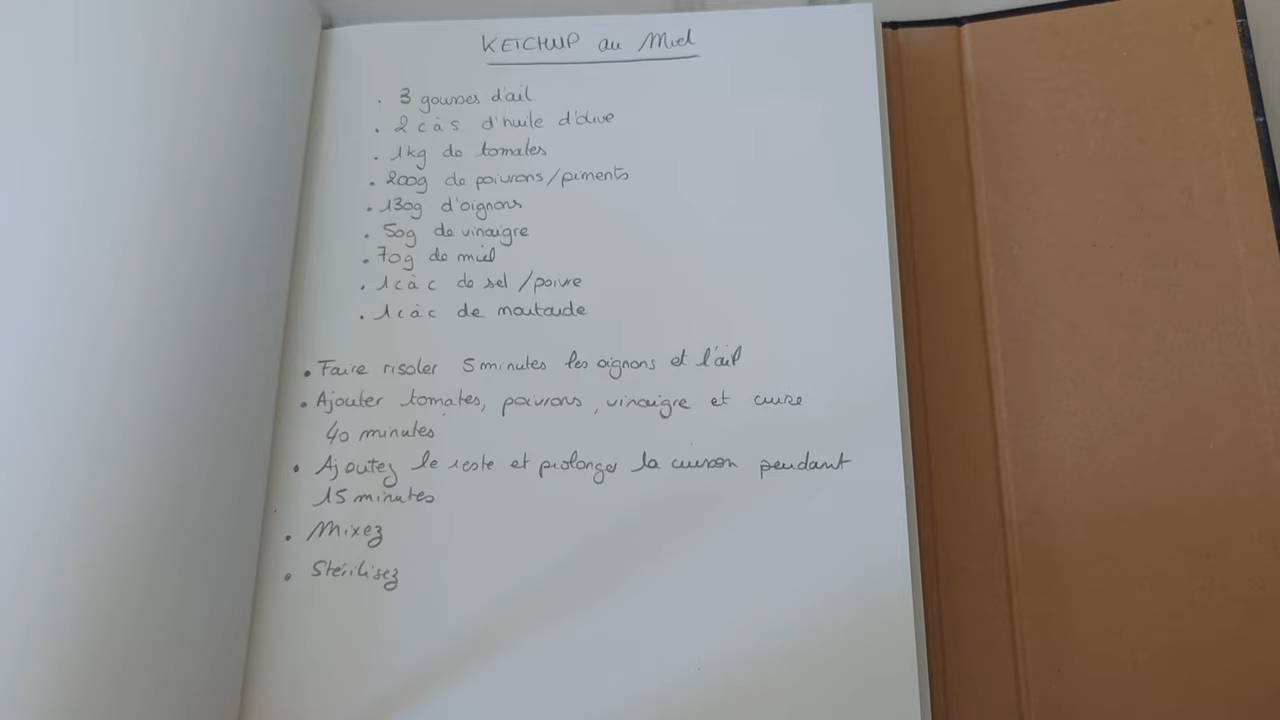 KETCHUP au Miel
. 3 gousses d'ail
. 2 c à s d'huile d'olive
. 1kg de tomates
. 200g de poivrons/piments
. 130g d'oignons
. 50g de vinaigre
. 70g de miel
. 1 c à c de sel /poivre
. 1 c à c de moutarde
• Faire risoler 5 minutes les oignons et l'ail
• Ajouter tomates, poivrons, vinaigre et cuire
40 minutes
• Ajoutez le reste et prolonger la cuisson pendant
15 minutes
• Mixez
• Stérilisez